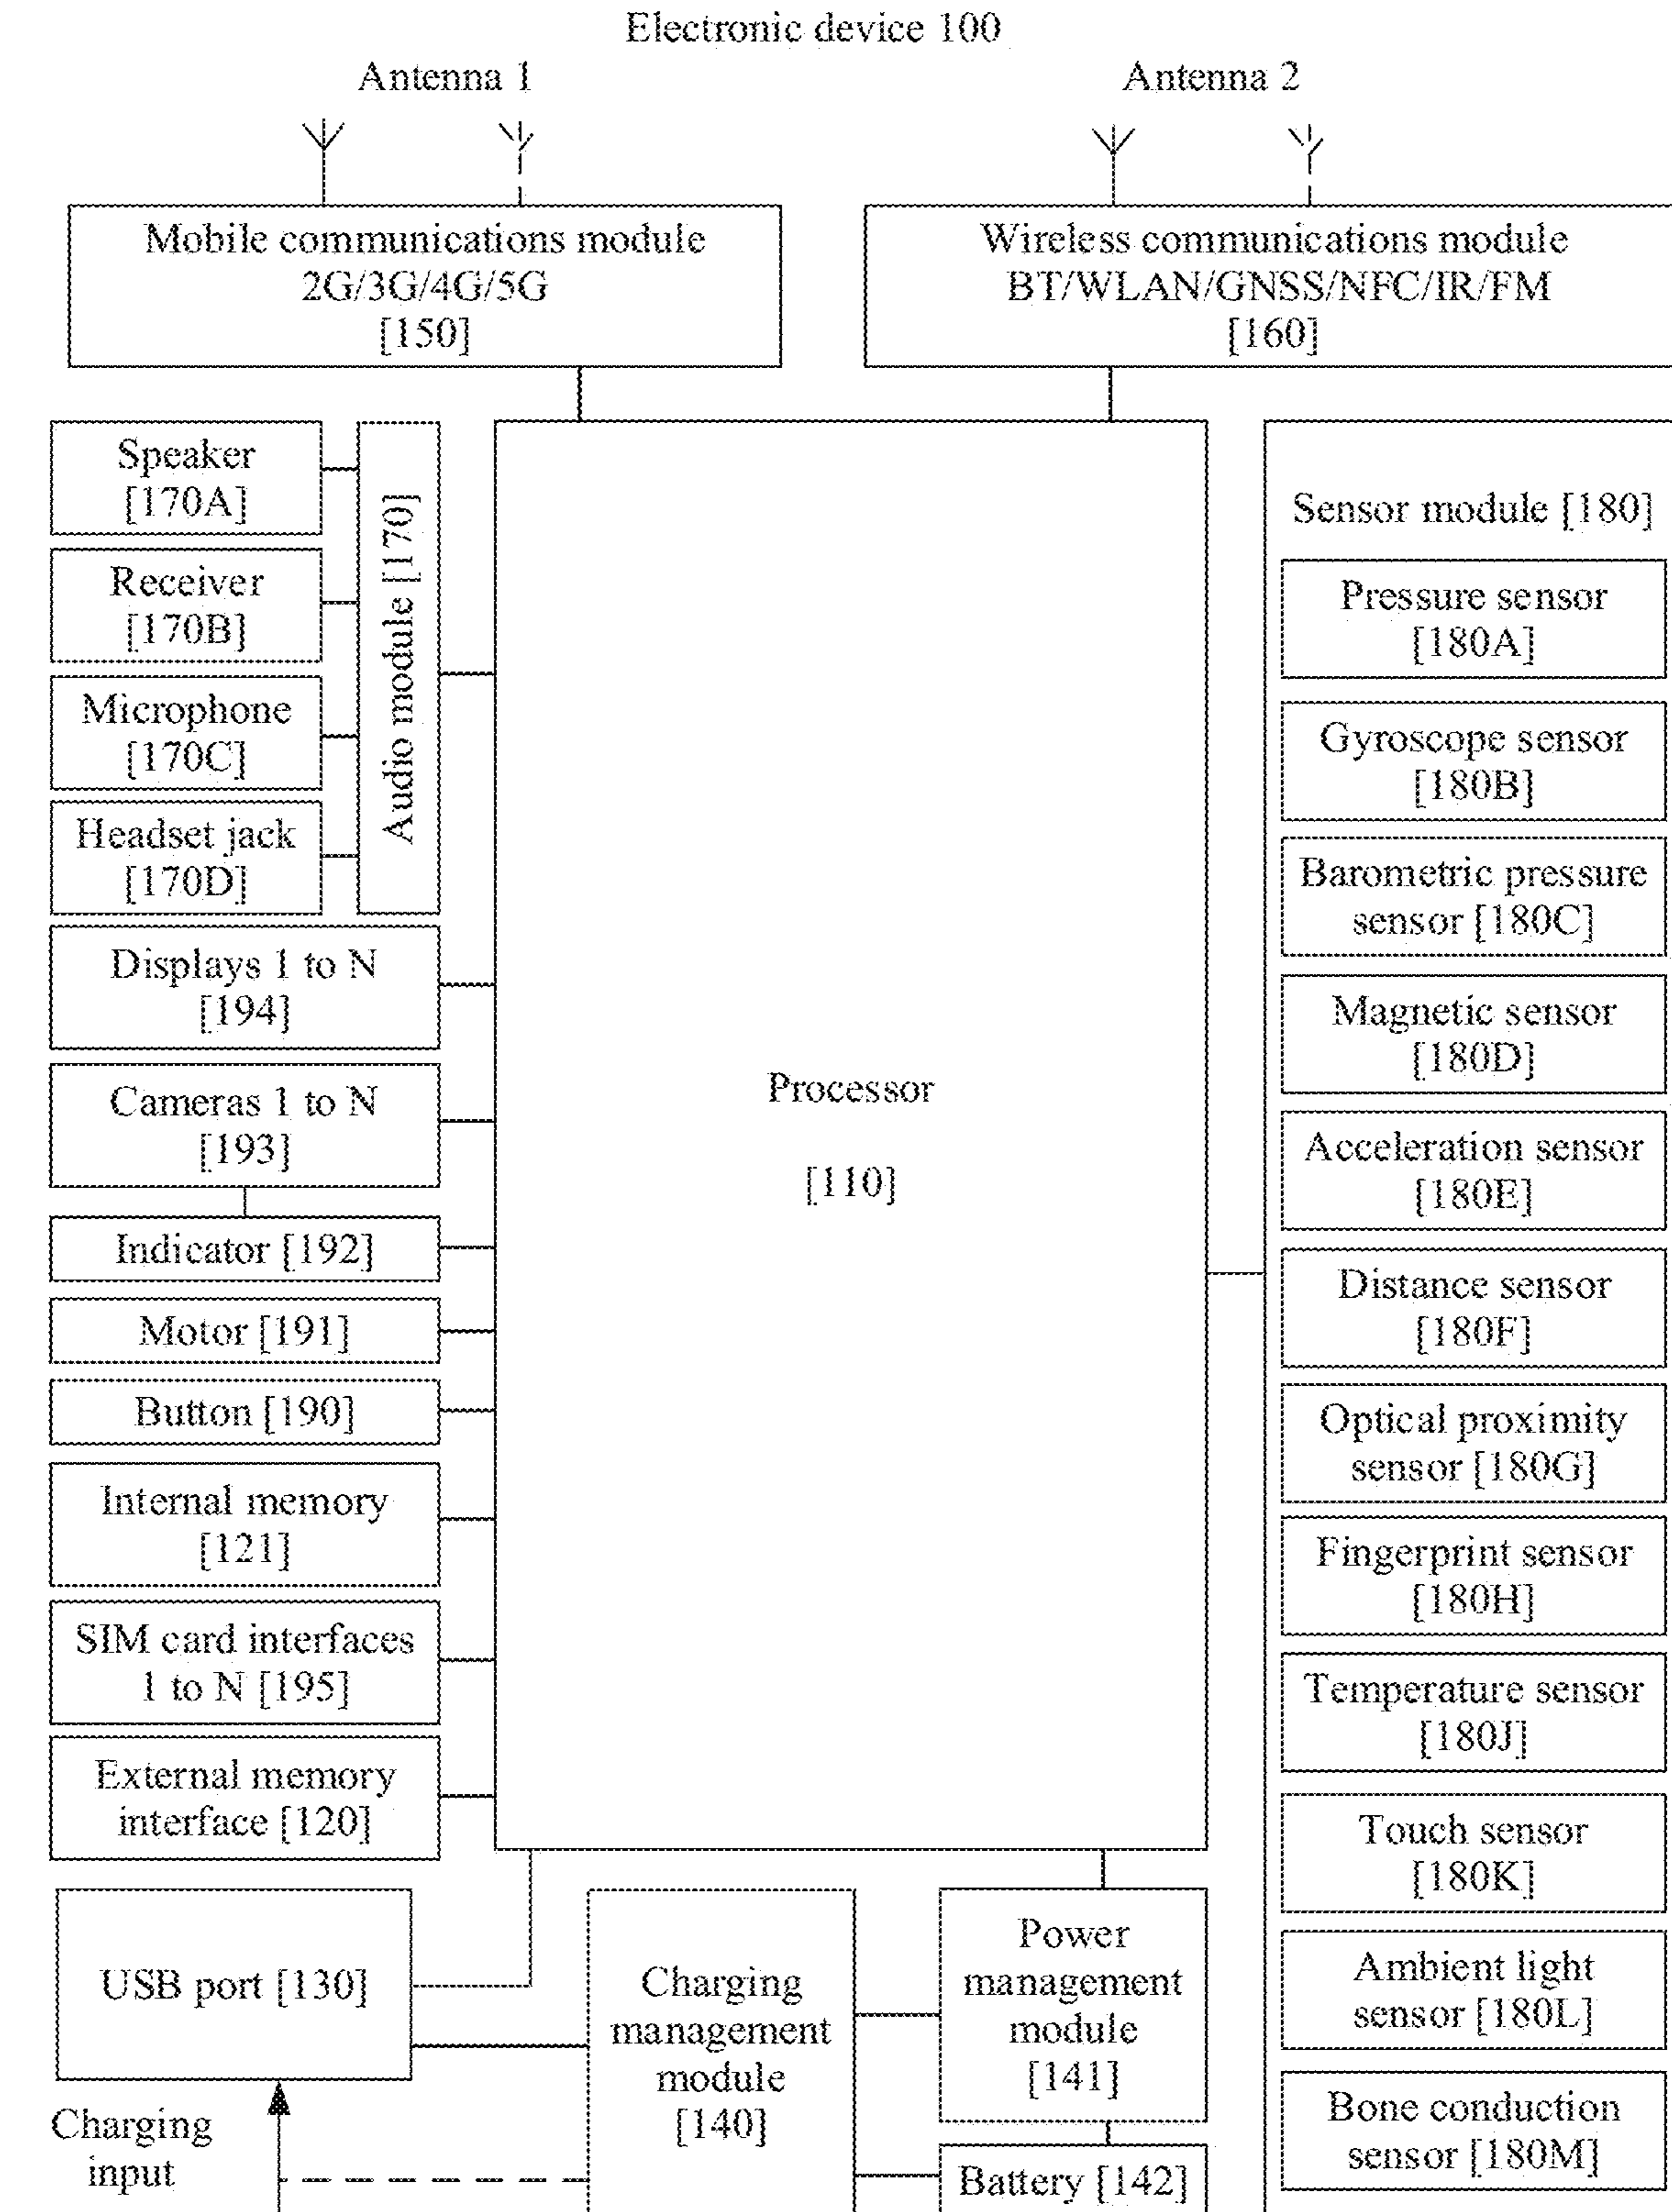 Electronic device 100
Antenna 1
Antenna 2
Mobile communications module
2G/3G/4G/5G
[150]
Wireless communications module
BT/WLAN/GNSS/NFC/IR/FM
[160]
Speaker
[170A]
Receiver
[170B]
Microphone
[170C]
Headset jack
[170D]
Audio module [170]
Displays 1 to N
[194]
Cameras 1 to N
[193]
Indicator [192]
Motor [191]
Button [190]
Internal memory
[121]
SIM card interfaces
1 to N [195]
External memory
interface [120]
Processor
[110]
Sensor module [180]
Pressure sensor
[180A]
Gyroscope sensor
[180B]
Barometric pressure
sensor [180C]
Magnetic sensor
[180D]
Acceleration sensor
[180E]
Distance sensor
[180F]
Optical proximity
sensor [180G]
Fingerprint sensor
[180H]
Temperature sensor
[180J]
Touch sensor
[180K]
Ambient light
sensor [180L]
Bone conduction
sensor [180M]
USB port [130]
Charging
input
Charging
management
module
[140]
Power
management
module
[141]
Battery [142]